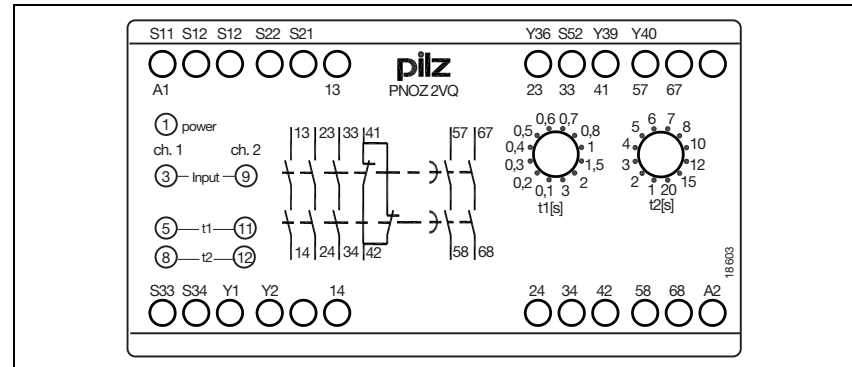 S11 S12 S12 S22 S21 Y36 S52 Y39 Y40
A1 13 23 33 41 57 67
pilz
PNOZ 2VQ
1 power
ch. 1 ch. 2
3 Input 9
5 t1 11
8 t2 12
13 23 33 41 57 67
14 24 34 42 58 68
0,1 0,2 0,3 0,4 0,5 0,6 0,7 0,8 1 1,5 2 3
t1[s]
1 2 3 4 5 6 7 8 10 12 15 20
t2[s]
18 603
S33 S34 Y1 Y2 14 24 34 42 58 68 A2